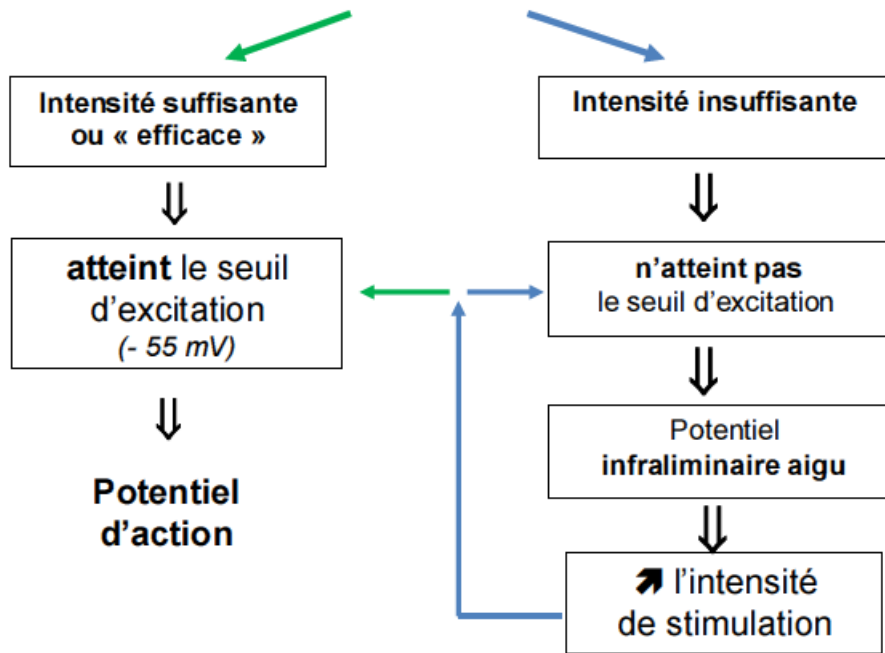 Intensité suffisante
ou « efficace »
atteint le seuil
d'excitation
(- 55 mV)
Potentiel
d'action
Intensité insuffisante
n'atteint pas
le seuil d'excitation
Potentiel
infraliminaire aigu
↗ l'intensité
de stimulation